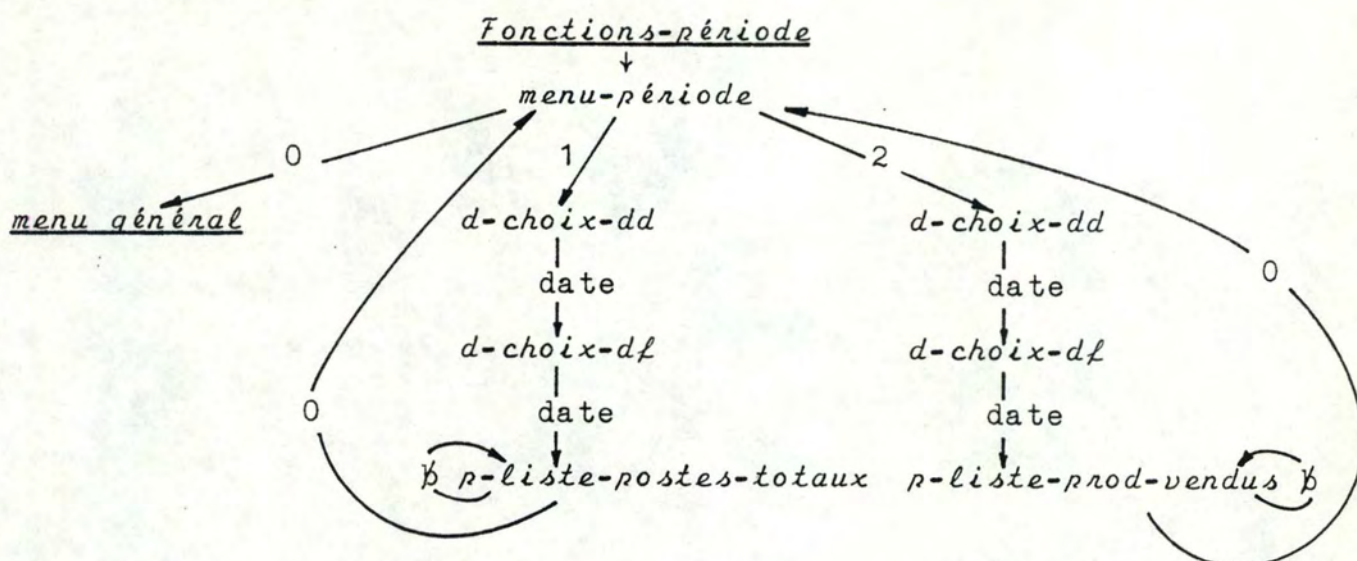 Fonctions-période
menu-période
0
1
2
menu général
d-choix-dd
d-choix-dd
0
date
date
d-choix-df
d-choix-df
0
date
date
ƀ p-liste-postes-totaux
p-liste-prod-vendus ƀ